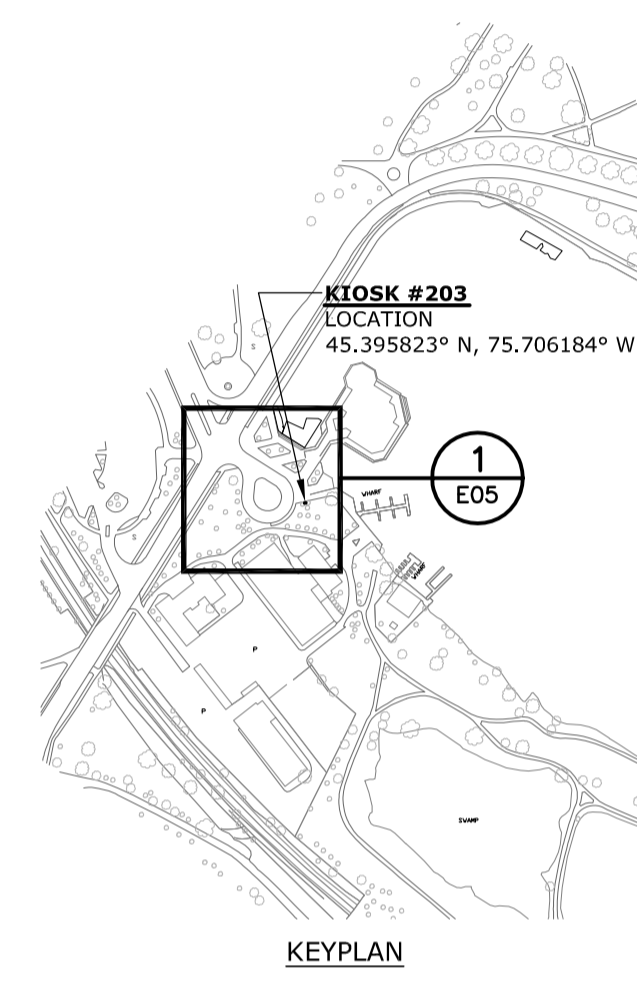 KIOSK #203
LOCATION
45.395823° N, 75.706184° W
S
1
E05
WHARF
S
WHARF
P
P
SWAMP
KEYPLAN